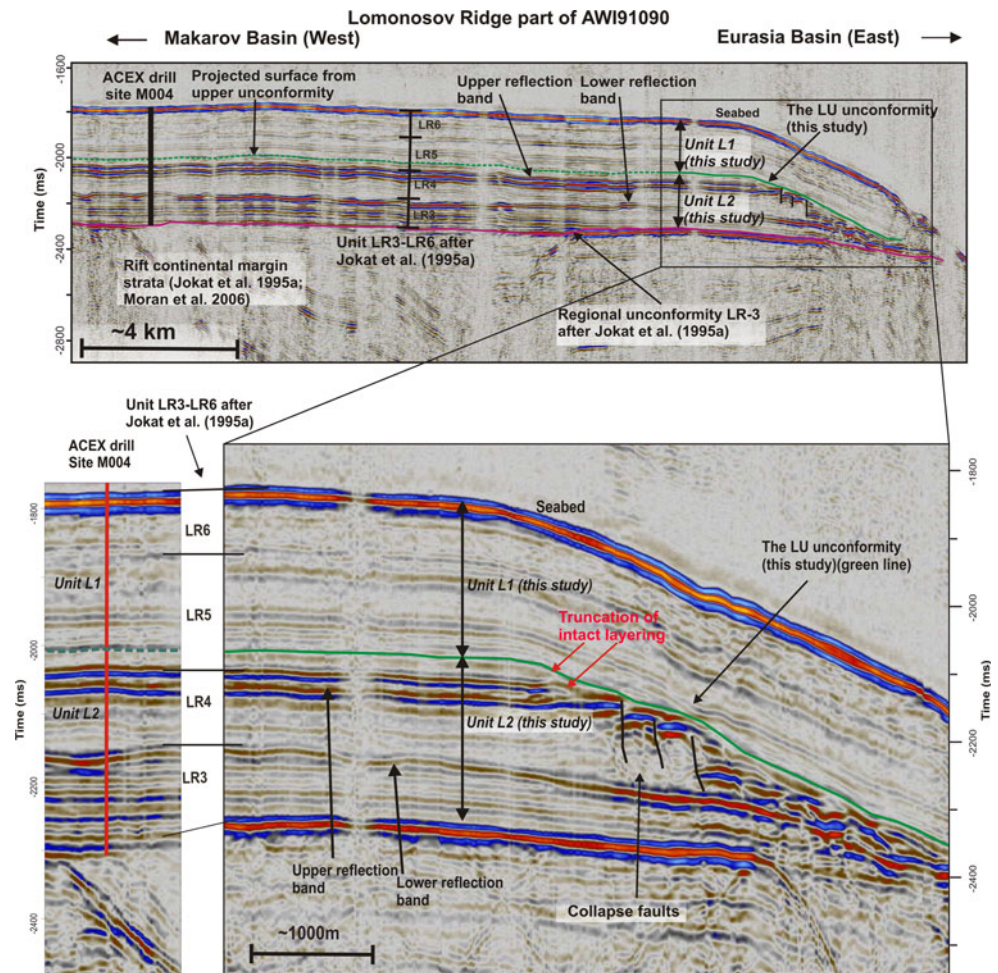 Lomonosov Ridge part of AWI91090
Makarov Basin (West)
Eurasia Basin (East)
-1600
-2000
-2400
-2800
Time (ms)
ACEX drill
site M004
Projected surface from
upper unconformity
Upper reflection
band
Lower reflection
band
Seabed
The LU unconformity
(this study)
LR6
LR5
LR4
LR3
Unit L1
(this study)
Unit L2
(this study)
Unit LR3-LR6 after
Jokat et al. (1995a)
Rift continental margin
strata (Jokat et al. 1995a;
Moran et al. 2006)
Regional unconformity LR-3
after Jokat et al. (1995a)
~4 km
Unit LR3-LR6 after
Jokat et al. (1995a)
ACEX drill
Site M004
-1800
-2000
-2200
-2400
Time (ms)
Unit L1
Unit L2
LR6
LR5
LR4
LR3
Seabed
Unit L1 (this study)
Truncation of
intact layering
The LU unconformity
(this study)(green line)
Unit L2 (this study)
Upper reflection
band
Lower reflection
band
Collapse faults
~1000m
-1800
-2000
-2200
-2400
Time (ms)